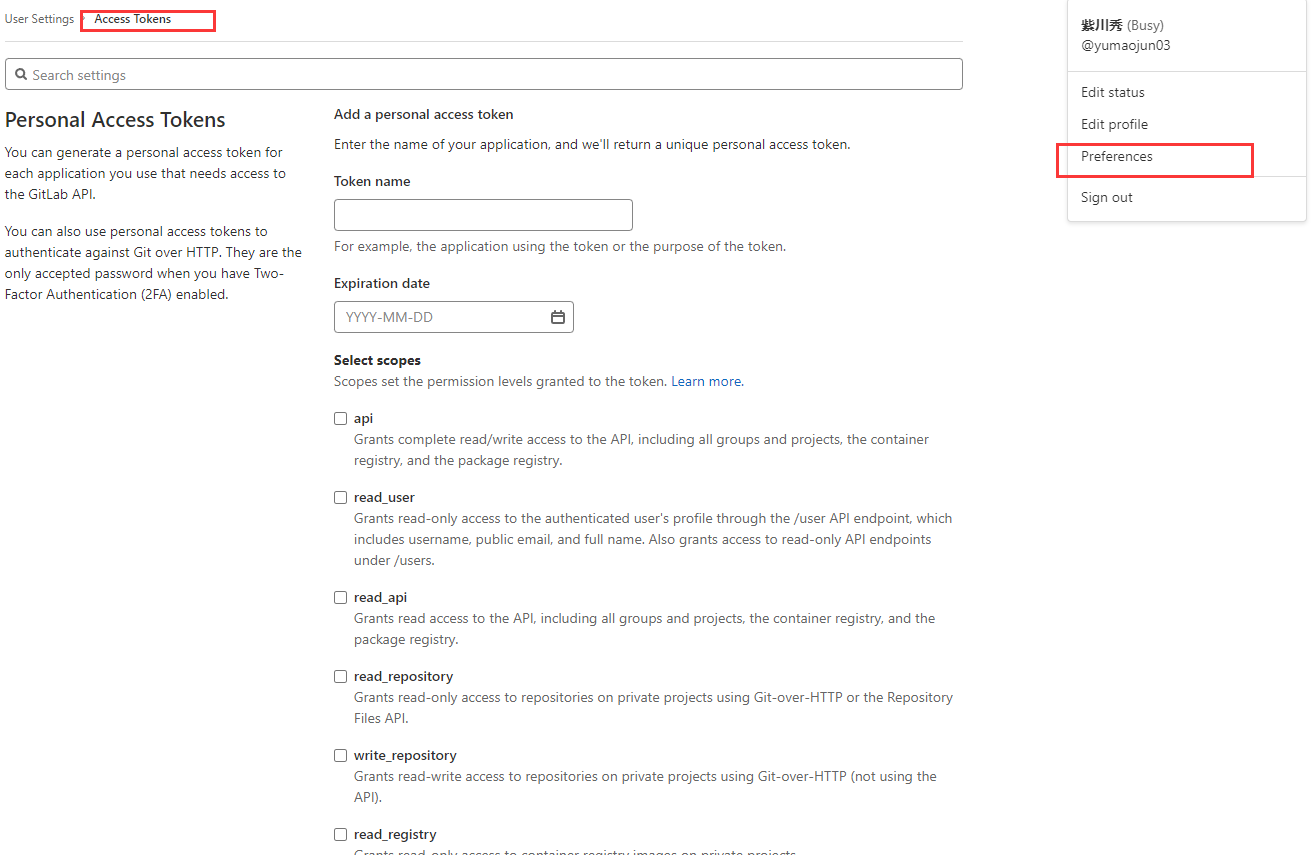 User Settings Access Tokens
Search settings
Personal Access Tokens
You can generate a personal access token for
each application you use that needs access to
the GitLab API.
You can also use personal access tokens to
authenticate against Git over HTTP. They are the
only accepted password when you have Two-
Factor Authentication (2FA) enabled.
Add a personal access token
Enter the name of your application, and we'll return a unique personal access token.
Token name
For example, the application using the token or the purpose of the token.
Expiration date
YYYY-MM-DD
Select scopes
Scopes set the permission levels granted to the token. Learn more.
api
Grants complete read/write access to the API, including all groups and projects, the container
registry, and the package registry.
read_user
Grants read-only access to the authenticated user's profile through the /user API endpoint, which
includes username, public email, and full name. Also grants access to read-only API endpoints
under /users.
read_api
Grants read access to the API, including all groups and projects, the container registry, and the
package registry.
read_repository
Grants read-only access to repositories on private projects using Git-over-HTTP or the Repository
Files API.
write_repository
Grants read-write access to repositories on private projects using Git-over-HTTP (not using the
API).
read_registry
Grants read-only access to container registry images on private projects.
紫川秀 (Busy)
@yumaojun03
Edit status
Edit profile
Preferences
Sign out